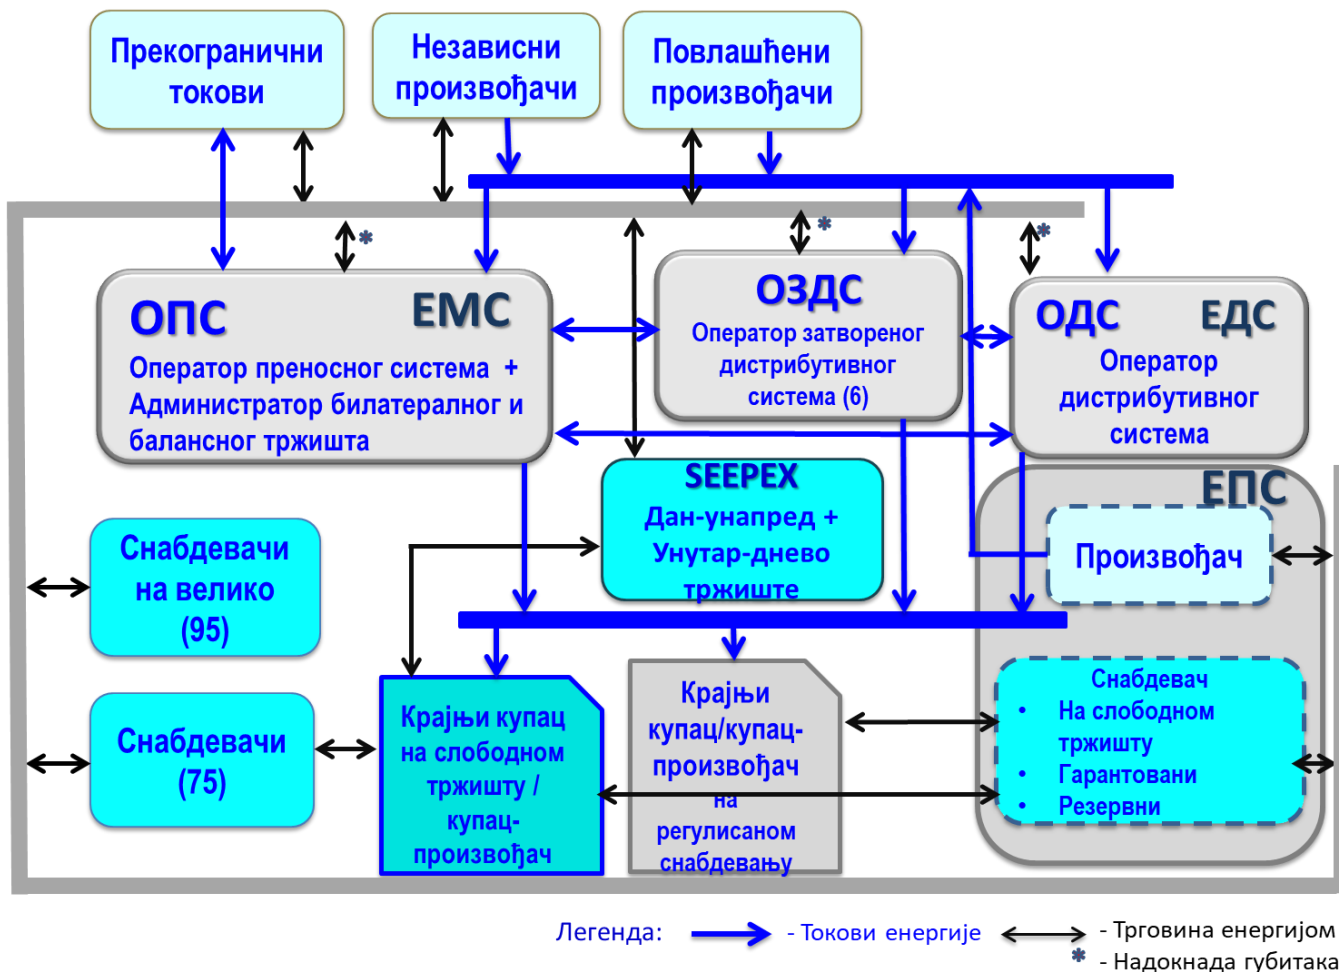 Прекогранични
токови
Независни
произвођачи
Повлашћени
произвођачи
*
*
*
ОПС ЕМС
Оператор преносног система +
Администратор билатералног и
балансног тржишта
ОЗДС
Оператор затвореног
дистрибутивног
система (6)
ОДС ЕДС
Оператор
дистрибутивног
система
SEEPEX
Дан-унапред +
Унутар-днево
тржиште
ЕПС
Произвођач
Снабдевачи
на велико
(95)
Снабдевачи
(75)
Крајњи купац
на слободном
тржишту /
купац-
произвођач
Крајњи
купац/купац-
произвођач
на
регулисаном
снабдевању
Снабдевач
• На слободном
тржишту
• Гарантовани
• Резервни
Легенда: - Токови енергије - Трговина енергијом
* - Надокнада губитака